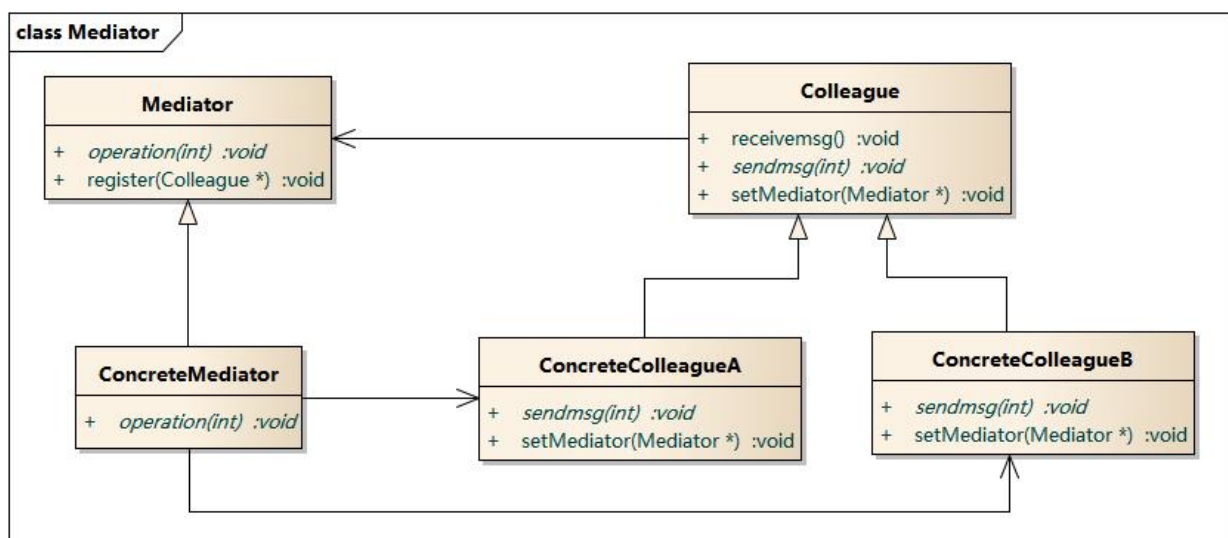 class Mediator
Mediator
+ operation(int) :void
+ register(Colleague *) :void
Colleague
+ receivemsg() :void
+ sendmsg(int) :void
+ setMediator(Mediator *) :void
ConcreteMediator
+ operation(int) :void
ConcreteColleagueA
+ sendmsg(int) :void
+ setMediator(Mediator *) :void
ConcreteColleagueB
+ sendmsg(int) :void
+ setMediator(Mediator *) :void